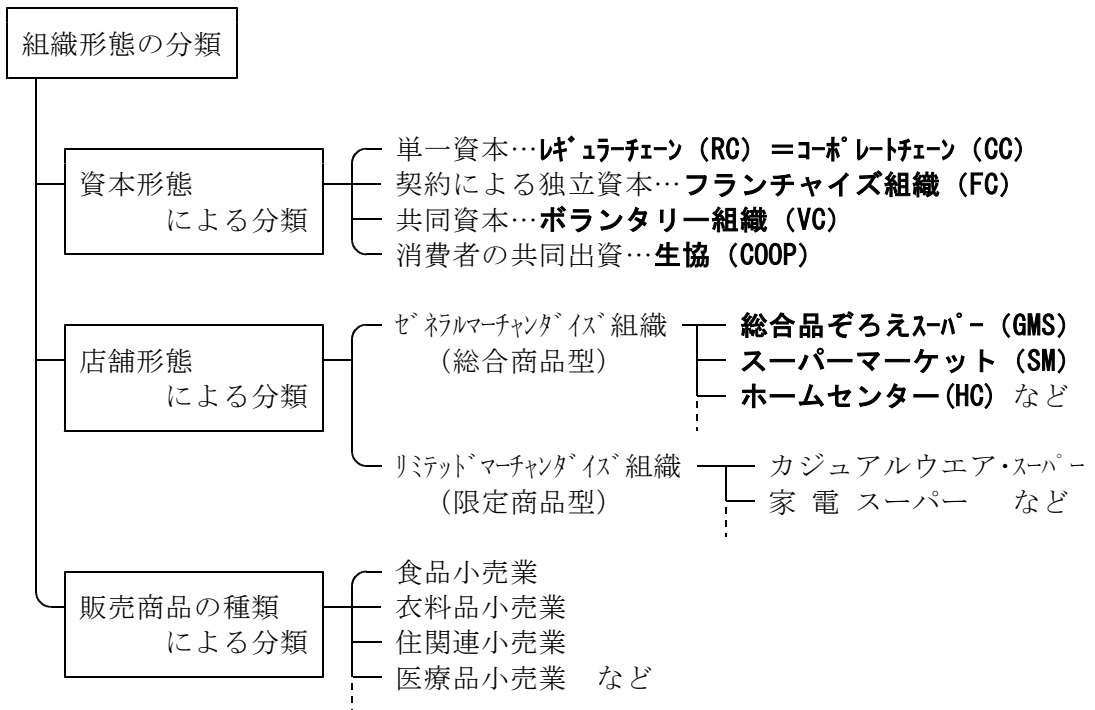 組織形態の分類
単一資本…ﾚｷﾞｭﾗｰﾁｪｰﾝ（RC）＝ｺｰﾎﾟﾚｰﾄﾁｪｰﾝ（CC）
資本形態
による分類
契約による独立資本…フランチャイズ組織（FC）
共同資本…ボランタリー組織（VC）
消費者の共同出資…生協（COOP）
店舗形態
による分類
ｾﾞﾈﾗﾙﾏｰﾁｬﾝﾀﾞｲｽﾞ組織
（総合商品型）
総合品ぞろえｽｰﾊﾟｰ（GMS）
スーパーマーケット（SM）
ホームセンター(HC) など
ﾘﾐﾃｯﾄﾞﾏｰﾁｬﾝﾀﾞｲｽﾞ組織
（限定商品型）
カジュアルウエア・ｽｰﾊﾟｰ
家 電 スーパー　など
販売商品の種類
による分類
食品小売業
衣料品小売業
住関連小売業
医療品小売業　など